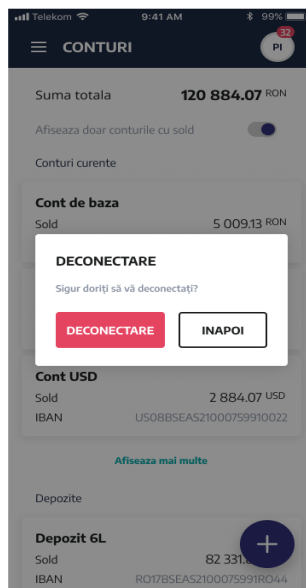 Telekom 9:41 AM 99%
32
CONTURI PI
Suma totala 120 884.07 RON
Afiseaza doar conturile cu sold
Conturi curente
Cont de baza
Sold 5 009.13 RON
DECONECTARE
Sigur doriți să vă deconectați?
DECONECTARE INAPOI
Cont USD
Sold 2 884.07 USD
IBAN US08BSEAS21000759910022
Afiseaza mai multe
Depozite
Depozit 6L
Sold 82 331.
IBAN RO17BSEAS2100075991RO44